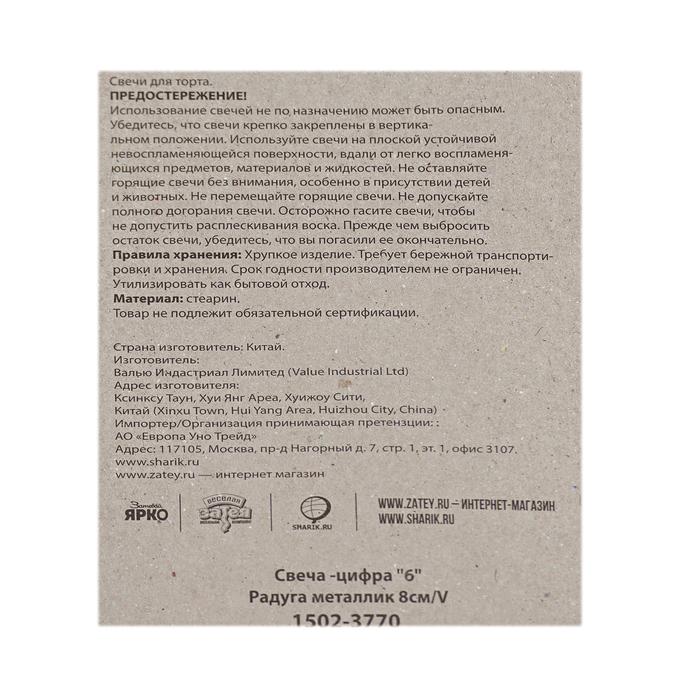 Свечи для торта.
ПРЕДОСТЕРЕЖЕНИЕ!
Использование свечей не по назначению может быть опасным.
Убедитесь, что свечи крепко закреплены в вертика-
льном положении. Используйте свечи на плоской устойчивой
невоспламеняющейся поверхности, вдали от легко воспламеня-
ющихся предметов, материалов и жидкостей. Не оставляйте
горящие свечи без внимания, особенно в присутствии детей
и животных. Не перемещайте горящие свечи. Не допускайте
полного догорания свечи. Осторожно гасите свечи, чтобы
не допустить расплескивания воска. Прежде чем выбросить
остаток свечи, убедитесь, что вы погасили ее окончательно.
Правила хранения: Хрупкое изделие. Требует бережной транспорти-
ровки и хранения. Срок годности производителем не ограничен.
Утилизировать как бытовой отход.
Материал: стеарин.
Товар не подлежит обязательной сертификации.
Страна изготовитель: Китай.
Изготовитель:
Валью Индастриал Лимитед (Value Industrial Ltd)
Адрес изготовителя:
Ксинксу Таун, Хуи Янг Ареа, Хуижоу Сити,
Китай (Xinxu Town, Hui Yang Area, Huizhou City, China)
Импортер/Организация принимающая претензии: :
АО «Европа Уно Трейд»
Адрес: 117105, Москва, пр-д Нагорный д. 7, стр. 1, эт. 1, офис 3107.
www.sharik.ru
www.zatey.ru — интернет магазин
Затевай ЯРКО
ВЕСЕЛАЯ ЗАТЕЯ
SHARIK.RU
WWW.ZATEY.RU – ИНТЕРНЕТ-МАГАЗИН
WWW.SHARIK.RU
Свеча -цифра "6"
Радуга металлик 8см/V
1502-3770